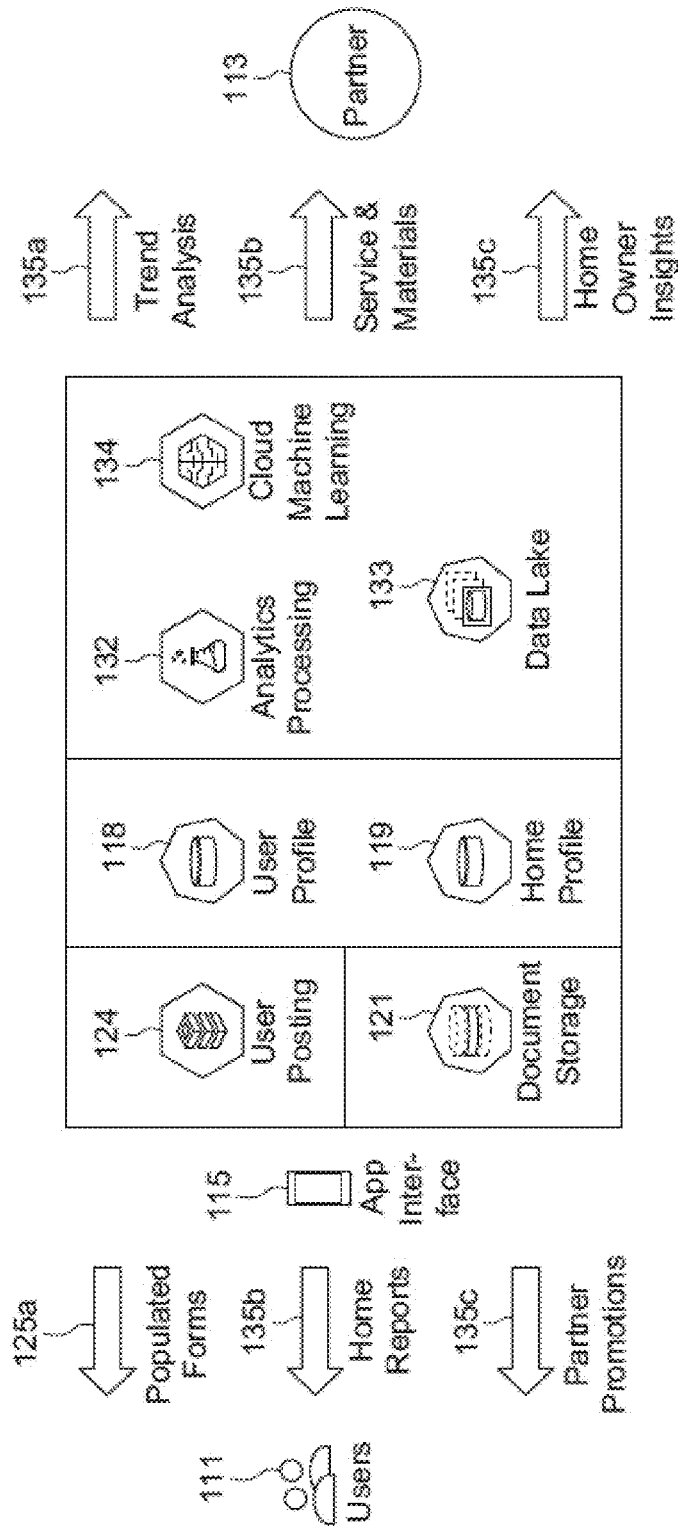 111
Users
125a
Populated
Forms
135b
Home
Reports
135c
Partner
Promotions
115
App
Inter-
face
124
User
Posting
121
Document
Storage
118
User
Profile
119
Home
Profile
132
Analytics
Processing
134
Cloud
Machine
Learning
133
Data Lake
135a
Trend
Analysis
135b
Service &
Materials
135c
Home
Owner
Insights
113
Partner